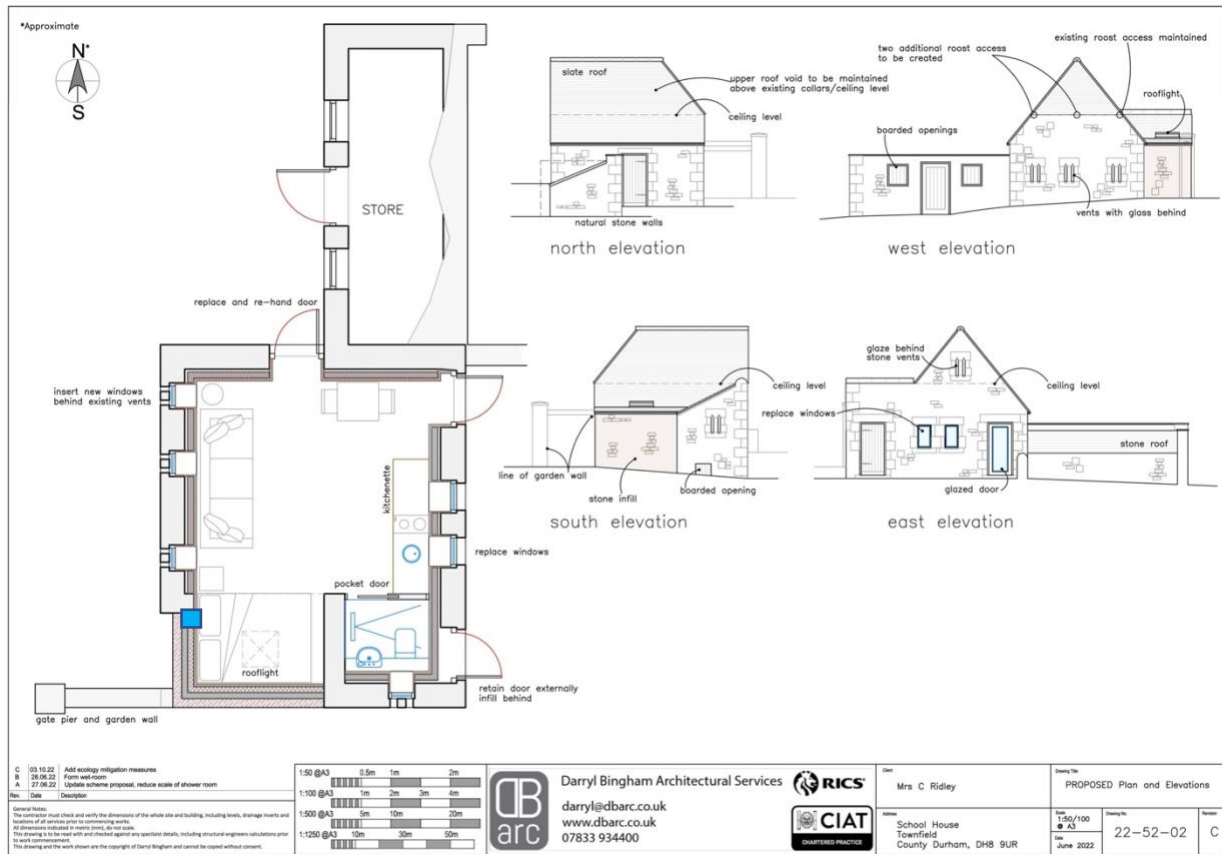 *Approximate
N*
S
STORE
replace and re-hand door
insert new windows
behind existing vents
kitchenette
replace windows
pocket door
rooflight
retain door externally
infill behind
gate pier and garden wall
slate roof
upper roof void to be maintained
above existing collars/ceiling level
ceiling level
natural stone walls
north elevation
two additional roost access
to be created
existing roost access maintained
rooflight
boarded openings
vents with glass behind
west elevation
ceiling level
line of garden wall
stone infill
boarded opening
south elevation
glaze behind
stone vents
ceiling level
replace windows
stone roof
glazed door
east elevation
C 03.10.22 Add ecology mitigation measures
B 28.06.22 Form wet-room
A 27.06.22 Update scheme proposal, reduce scale of shower room
Rev. Date Description
General Notes:
The contractor must check and verify the dimensions of the whole site and building, including levels, drainage inverts and
locations of all services prior to commencing works.
All dimensions indicated in metric (mm), do not scale.
This drawing is to be read with and checked against any specialist details, including structural engineers calculations prior
to work commencement.
This drawing and the work shown are the copyright of Darryl Bingham and cannot be copied without consent.
1:50 @A3 0.5m 1m 2m
1:100 @A3 1m 2m 3m 4m
1:500 @A3 5m 10m 20m
1:1250 @A3 10m 30m 50m
DB
arc
Darryl Bingham Architectural Services
darryl@dbarc.co.uk
www.dbarc.co.uk
07833 934400
RICS
CIAT
CHARTERED PRACTICE
Client
Mrs C Ridley
Address
School House
Townfield
County Durham, DH8 9UR
Drawing Title
PROPOSED Plan and Elevations
Scale
1:50/100
@ A3
Date
June 2022
Drawing No.
22-52-02
Revision
C